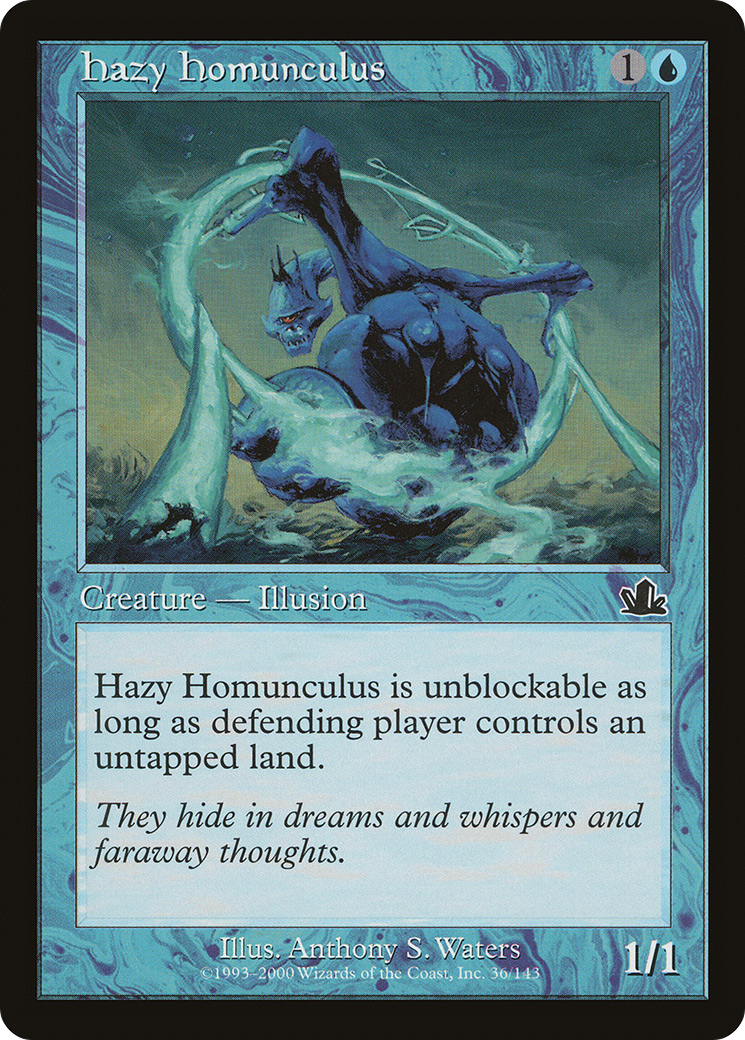 Hazy Homunculus 1
Creature — Illusion
Hazy Homunculus is unblockable as
long as defending player controls an
untapped land.
They hide in dreams and whispers and
faraway thoughts.
Illus. Anthony S. Waters
©1993–2000 Wizards of the Coast, Inc. 36/143
1/1